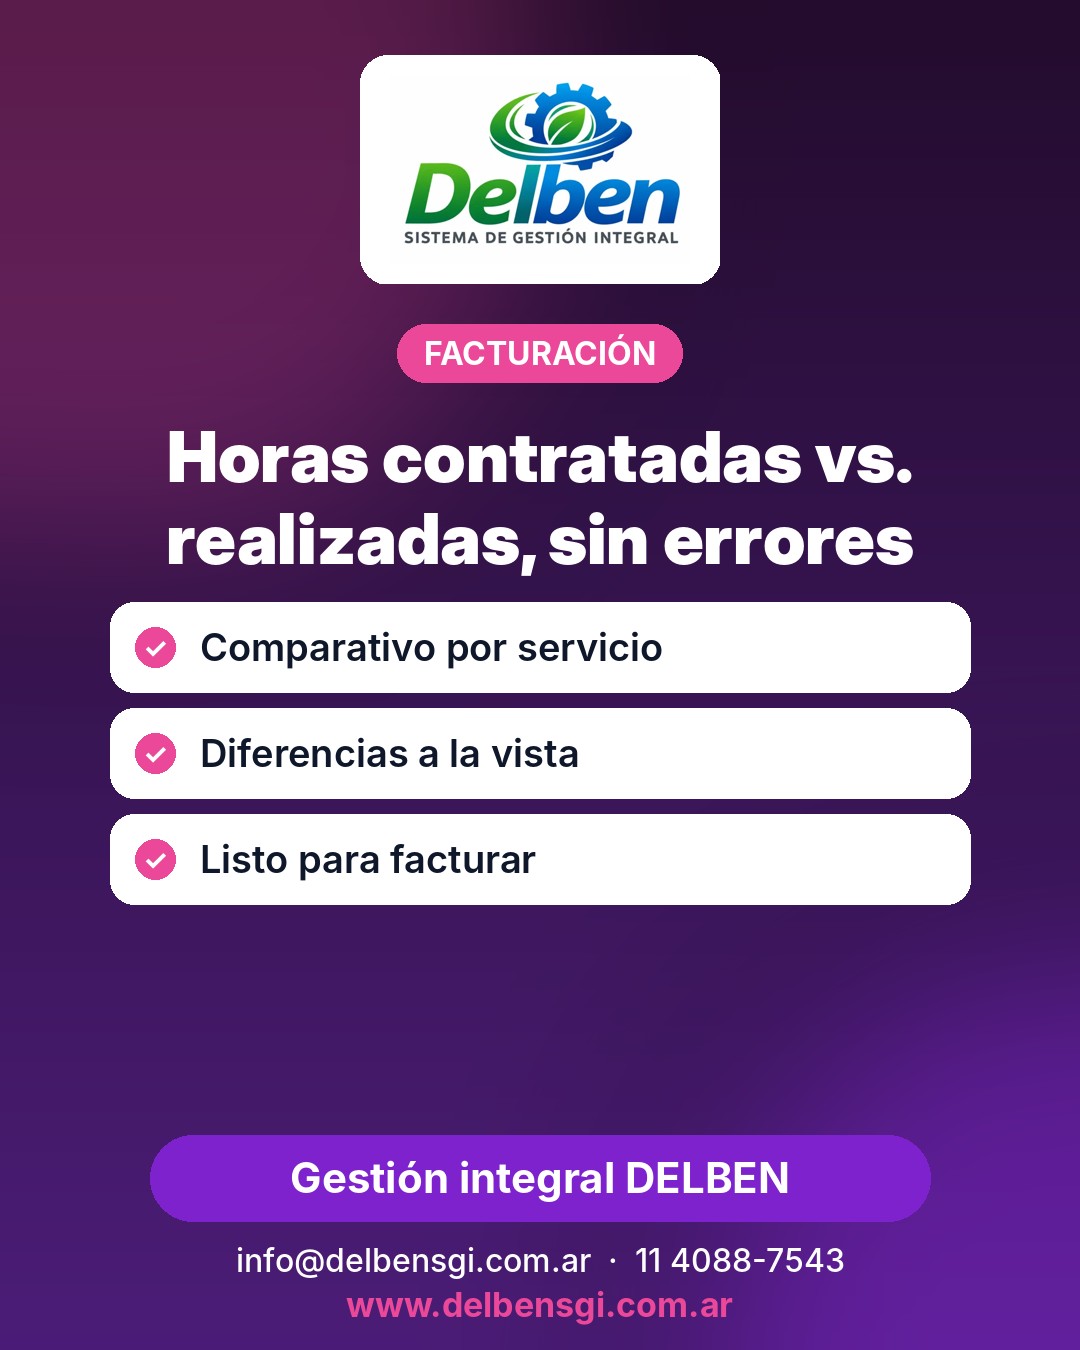 Delben
SISTEMA DE GESTIÓN INTEGRAL
FACTURACIÓN
Horas contratadas vs.
realizadas, sin errores
Comparativo por servicio
Diferencias a la vista
Listo para facturar
Gestión integral DELBEN
info@delbensgi.com.ar · 11 4088-7543
www.delbensgi.com.ar